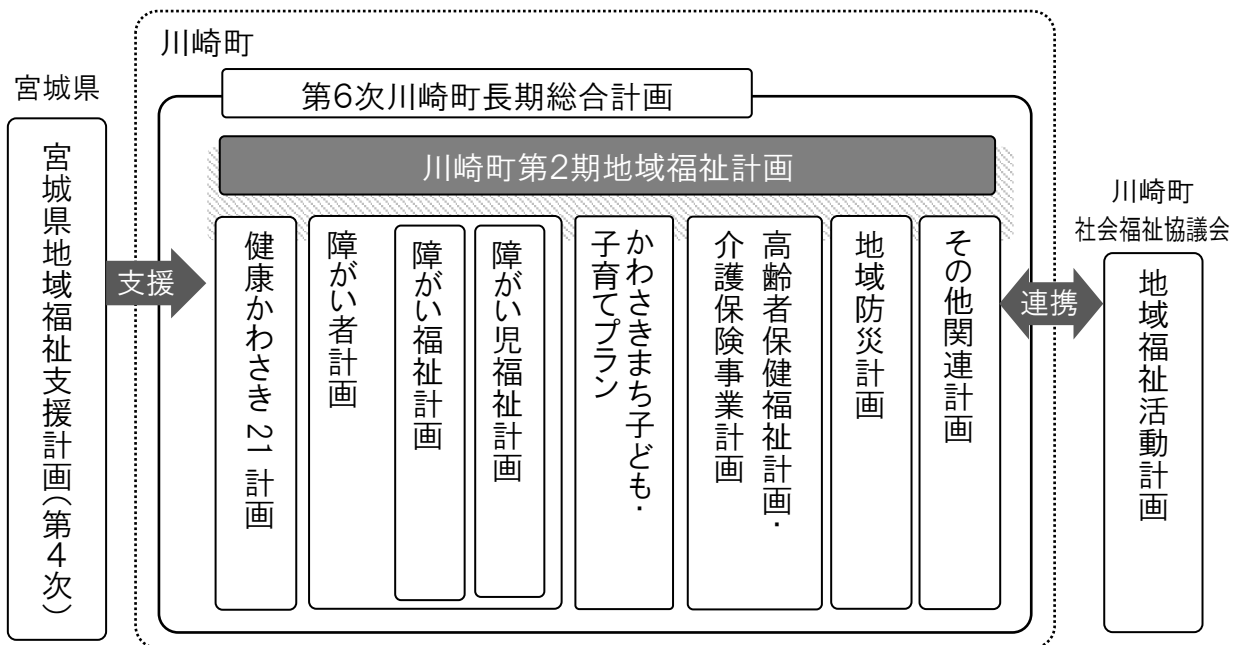 川崎町
宮城県
第6次川崎町長期総合計画
川崎町第2期地域福祉計画
宮城県地域福祉支援計画(第4次)
支援
健康かわさき21計画
障がい者計画
障がい福祉計画
障がい児福祉計画
かわさきまち子ども・
子育てプラン
高齢者保健福祉計画・
介護保険事業計画
地域防災計画
その他関連計画
連携
川崎町
社会福祉協議会
地域福祉活動計画